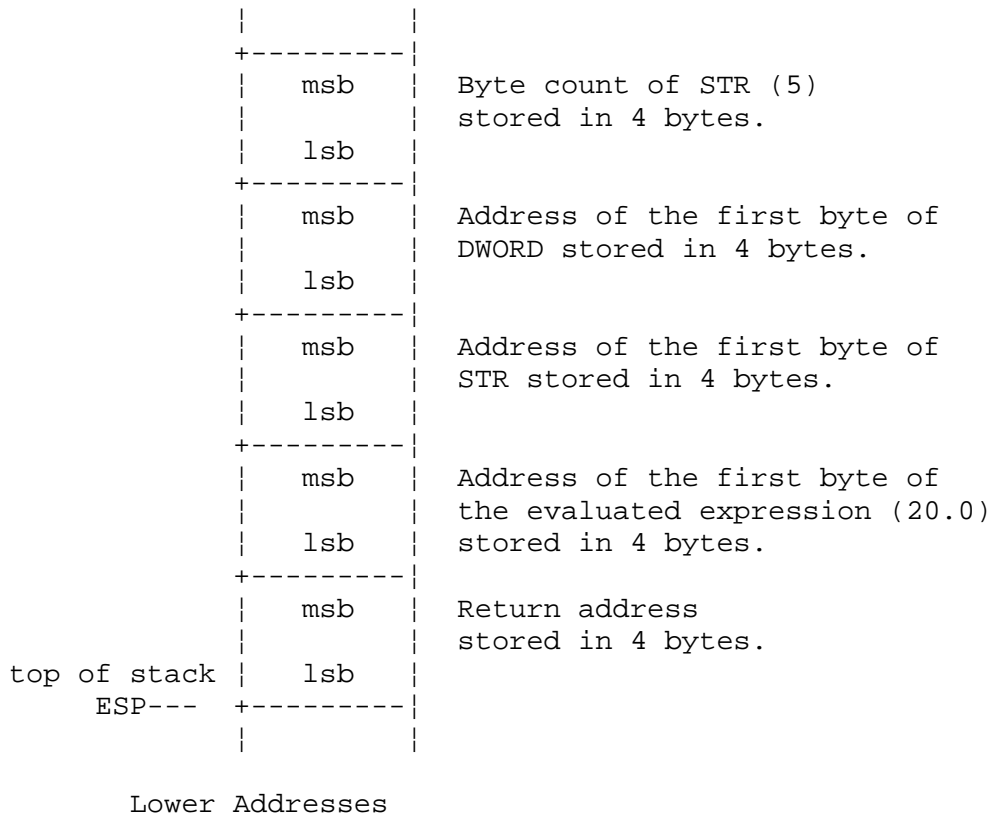 ¦ ¦
+---------¦
¦ msb ¦ Byte count of STR (5)
¦ ¦ stored in 4 bytes.
¦ lsb ¦
+---------¦
¦ msb ¦ Address of the first byte of
¦ ¦ DWORD stored in 4 bytes.
¦ lsb ¦
+---------¦
¦ msb ¦ Address of the first byte of
¦ ¦ STR stored in 4 bytes.
¦ lsb ¦
+---------¦
¦ msb ¦ Address of the first byte of
¦ ¦ the evaluated expression (20.0)
¦ lsb ¦ stored in 4 bytes.
+---------¦
¦ msb ¦ Return address
¦ ¦ stored in 4 bytes.
top of stack ¦ lsb ¦
ESP--- +---------¦
¦ ¦
Lower Addresses